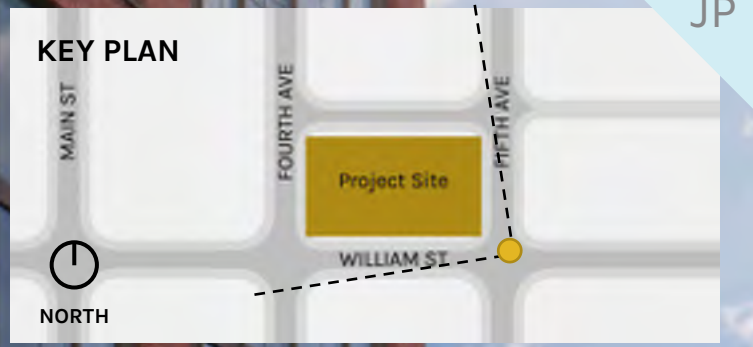 JP
KEY PLAN
MAIN ST
FOURTH AVE
FIFTH AVE
Project Site
WILLIAM ST
NORTH